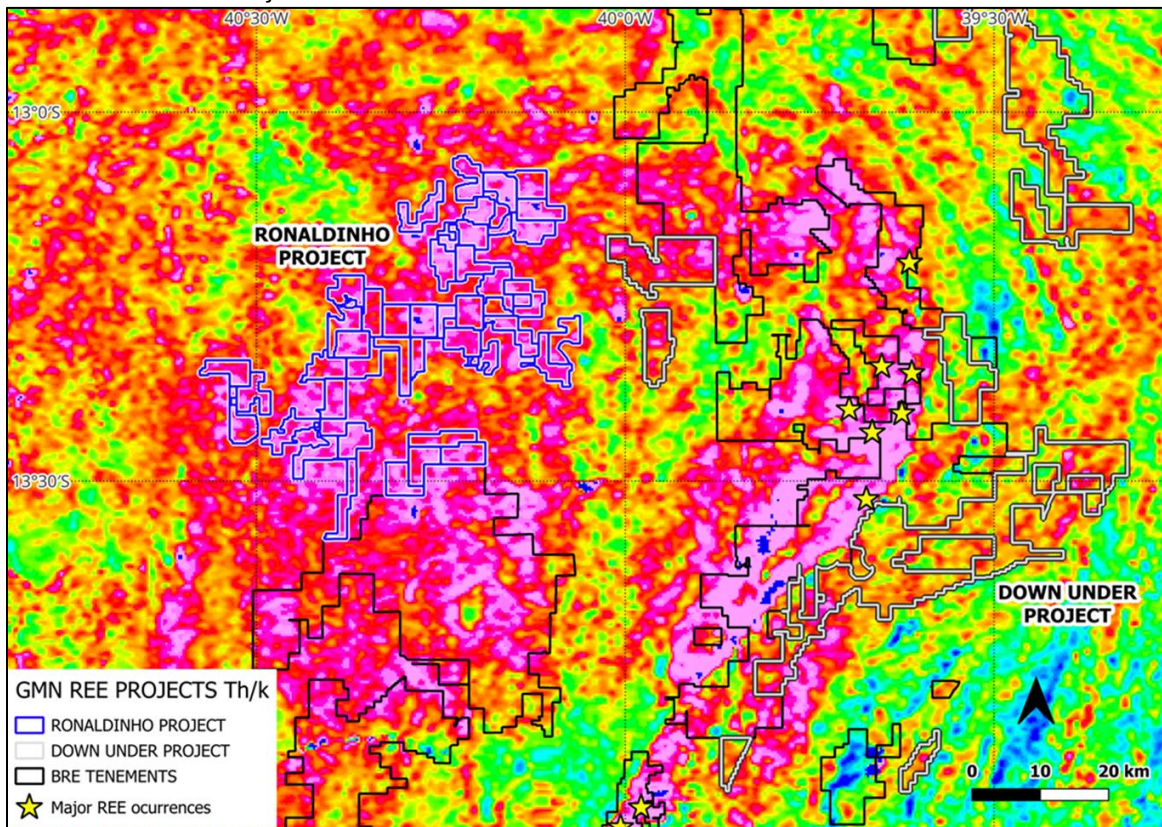 40°30'W
40°0'W
39°30'W
13°0'S
RONALDINHO
PROJECT
13°30'S
DOWN UNDER
PROJECT
GMN REE PROJECTS Th/k
RONALDINHO PROJECT
DOWN UNDER PROJECT
BRE TENEMENTS
Major REE ocurrences
0 10 20 km